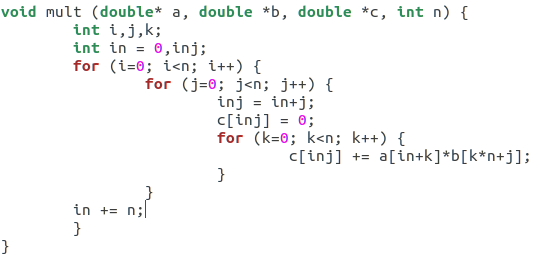 void mult (double* a, double *b, double *c, int n) {
        int i,j,k;
        int in = 0,inj;
        for (i=0; i<n; i++) {
                for (j=0; j<n; j++) {
                        inj = in+j;
                        c[inj] = 0;
                        for (k=0; k<n; k++) {
                                c[inj] += a[in+k]*b[k*n+j];
                        }
                }
        in += n;
        }
}